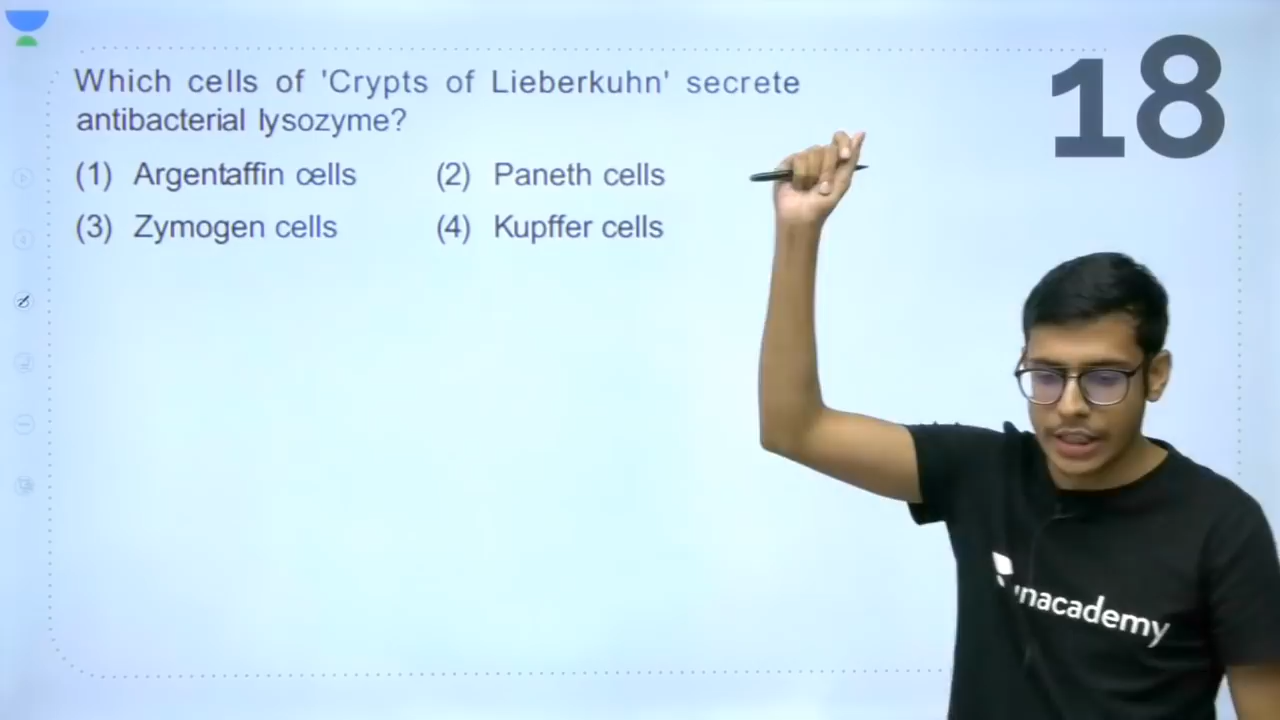 18
Which cells of 'Crypts of Lieberkuhn' secrete
antibacterial lysozyme?
(1) Argentaffin cells (2) Paneth cells
(3) Zymogen cells (4) Kupffer cells
unacademy